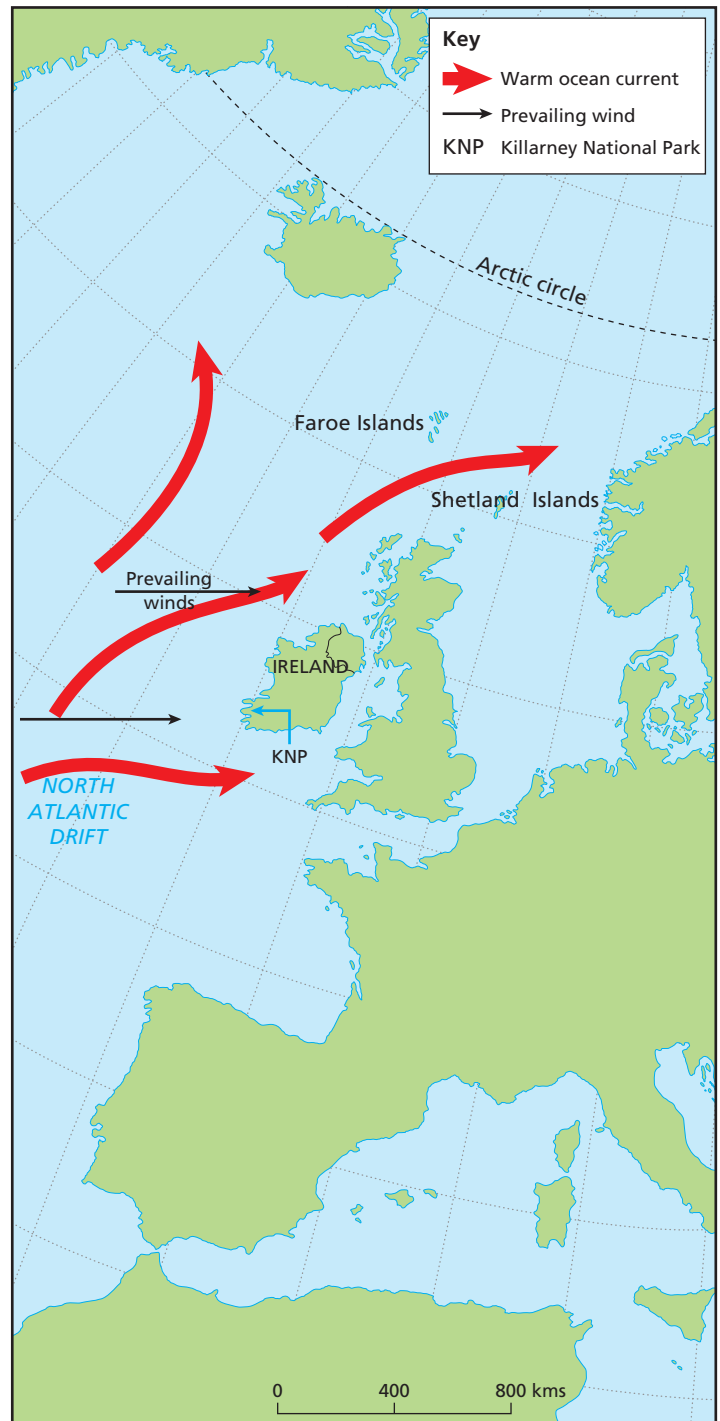 Key
Warm ocean current
Prevailing wind
KNP Killarney National Park
Arctic circle
Faroe Islands
Shetland Islands
Prevailing
winds
IRELAND
KNP
NORTH
ATLANTIC
DRIFT
0 400 800 kms